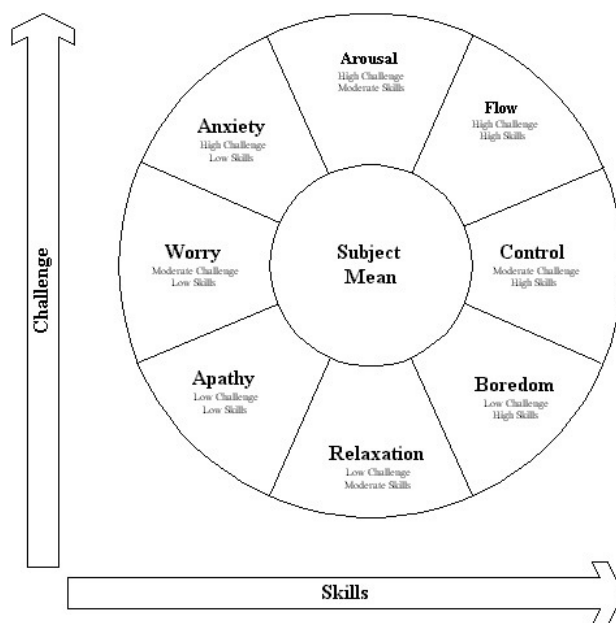 Arousal
High Challenge
Moderate Skills
Flow
High Challenge
High Skills
Anxiety
High Challenge
Low Skills
Worry
Moderate Challenge
Low Skills
Subject
Mean
Control
Moderate Challenge
High Skills
Apathy
Low Challenge
Low Skills
Boredom
Low Challenge
High Skills
Relaxation
Low Challenge
Moderate Skills
Challenge
Skills